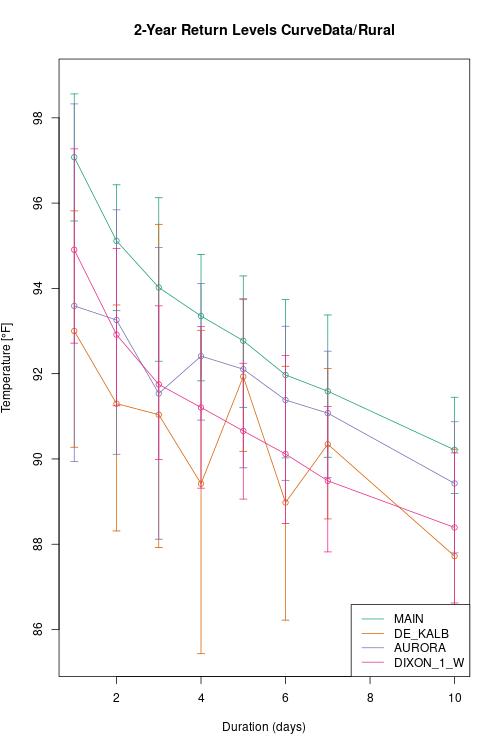 2-Year Return Levels CurveData/Rural
Temperature [°F]
98
96
94
92
90
88
86
2 4 6 8 10
Duration (days)
MAIN
DE_KALB
AURORA
DIXON_1_W